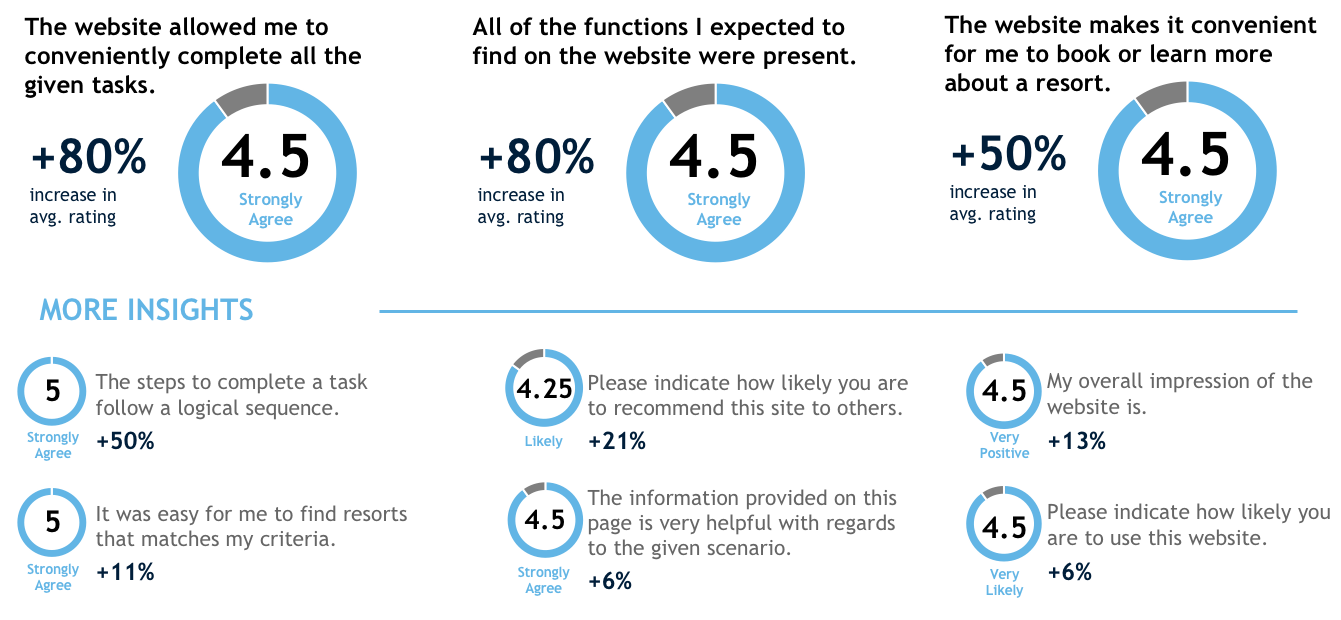 The website allowed me to
conveniently complete all the
given tasks.
+80%
increase in
avg. rating
4.5
Strongly
Agree
All of the functions I expected to
find on the website were present.
+80%
increase in
avg. rating
4.5
Strongly
Agree
The website makes it convenient
for me to book or learn more
about a resort.
+50%
increase in
avg. rating
4.5
Strongly
Agree
MORE INSIGHTS
5
Strongly
Agree
The steps to complete a task
follow a logical sequence.
+50%
4.25
Likely
Please indicate how likely you are
to recommend this site to others.
+21%
4.5
Very
Positive
My overall impression of the
website is.
+13%
5
Strongly
Agree
It was easy for me to find resorts
that matches my criteria.
+11%
4.5
Strongly
Agree
The information provided on this
page is very helpful with regards
to the given scenario.
+6%
4.5
Very
Likely
Please indicate how likely you
are to use this website.
+6%